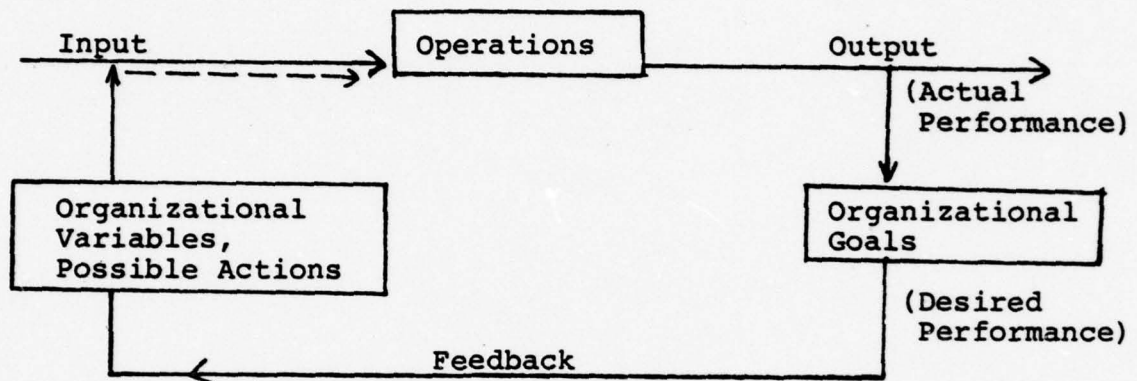 Input
Operations
Output
(Actual
Performance)
Organizational
Variables,
Possible Actions
Organizational
Goals
(Desired
Performance)
Feedback